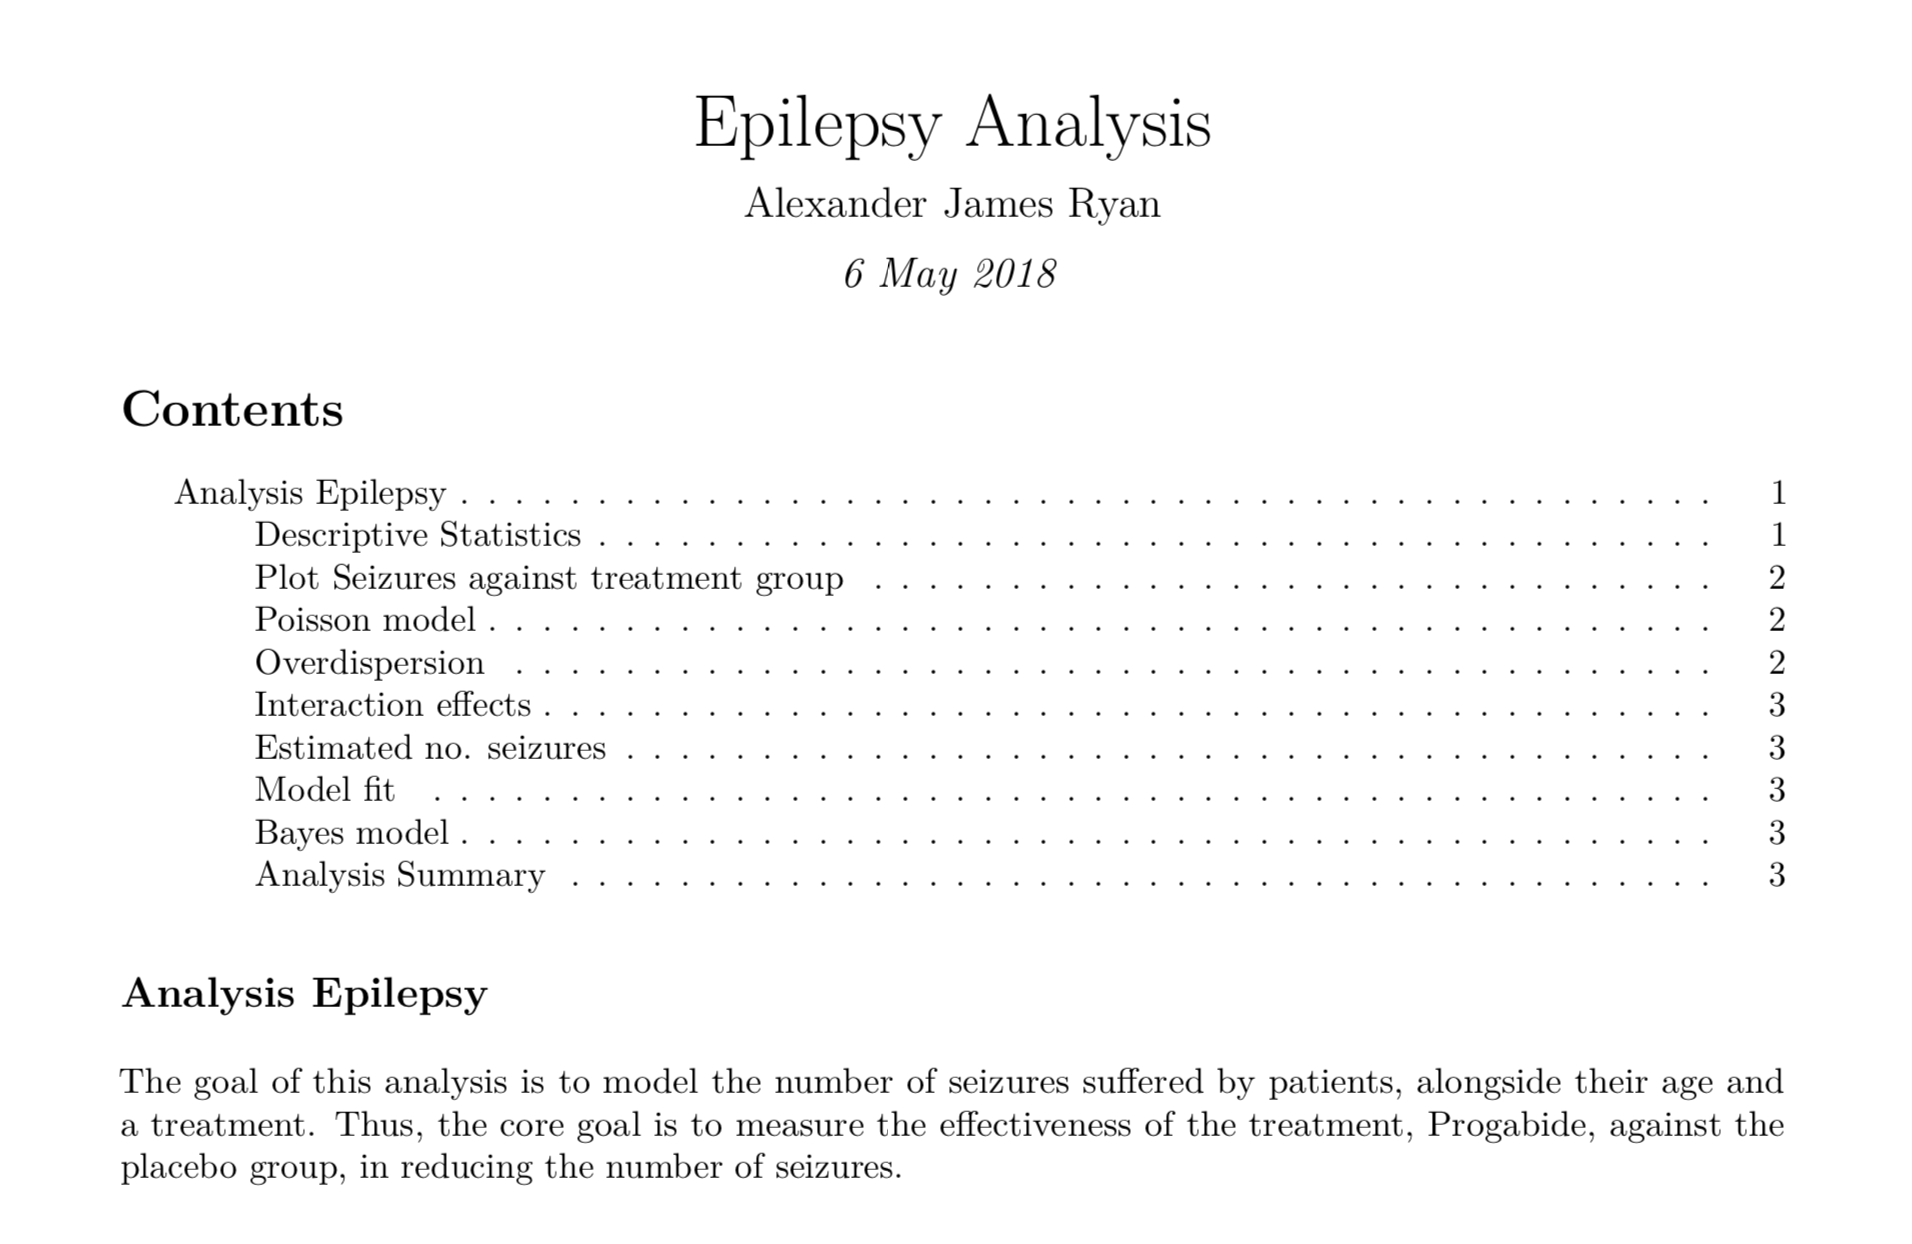 Epilepsy Analysis
Alexander James Ryan
6 May 2018
Contents
Analysis Epilepsy . . . . . . . . . . . . . . . . . . . . . . . . . . . . . . . . . . . . . . . . . . . . . . 1
Descriptive Statistics . . . . . . . . . . . . . . . . . . . . . . . . . . . . . . . . . . . . . . . . . 1
Plot Seizures against treatment group . . . . . . . . . . . . . . . . . . . . . . . . . . . . . . . 2
Poisson model . . . . . . . . . . . . . . . . . . . . . . . . . . . . . . . . . . . . . . . . . . . . . 2
Overdispersion . . . . . . . . . . . . . . . . . . . . . . . . . . . . . . . . . . . . . . . . . . . . 2
Interaction effects . . . . . . . . . . . . . . . . . . . . . . . . . . . . . . . . . . . . . . . . . . . 3
Estimated no. seizures . . . . . . . . . . . . . . . . . . . . . . . . . . . . . . . . . . . . . . . . 3
Model fit . . . . . . . . . . . . . . . . . . . . . . . . . . . . . . . . . . . . . . . . . . . . . . . 3
Bayes model . . . . . . . . . . . . . . . . . . . . . . . . . . . . . . . . . . . . . . . . . . . . . . 3
Analysis Summary . . . . . . . . . . . . . . . . . . . . . . . . . . . . . . . . . . . . . . . . . . 3
Analysis Epilepsy
The goal of this analysis is to model the number of seizures suffered by patients, alongside their age and
a treatment. Thus, the core goal is to measure the effectiveness of the treatment, Progabide, against the
placebo group, in reducing the number of seizures.